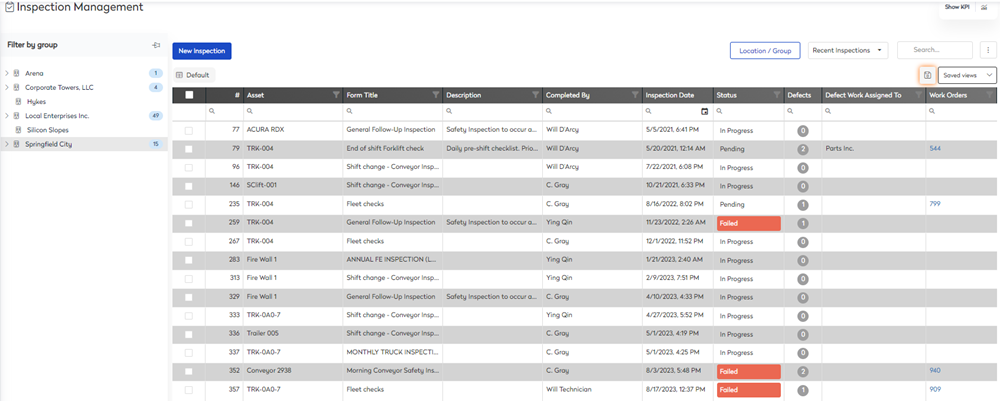 Inspection Management
Show KPI
Filter by group
New Inspection
Location / Group
Recent Inspections
Search...
Default
Saved views
Arena 1
Corporate Towers, LLC 4
Hykes
Local Enterprises Inc. 49
Silicon Slopes
Springfield City 15
# Asset Form Title Description Completed By Inspection Date Status Defects Defect Work Assigned To Work Orders
77 ACURA RDX General Follow-Up Inspection Safety Inspection to occur a... Will D'Arcy 5/5/2021, 6:41 PM In Progress 0
79 TRK-004 End of shift Forklift check Daily pre-shift checklist. Prio... Will D'Arcy 5/20/2021, 12:14 AM Pending 2 Parts Inc. 544
96 TRK-004 Shift change - Conveyor Insp... Will D'Arcy 7/22/2021, 6:08 PM In Progress 0
146 SClift-001 Shift change - Conveyor Insp... C. Gray 10/21/2021, 6:33 PM In Progress 0
235 TRK-004 Fleet checks C. Gray 8/16/2022, 8:02 PM Pending 1 799
259 TRK-004 General Follow-Up Inspection Safety Inspection to occur a... Ying Qin 11/23/2022, 2:26 AM Failed 1
267 TRK-004 Fleet checks C. Gray 12/1/2022, 11:52 PM In Progress 0
283 Fire Wall 1 ANNUAL FE INSPECTION (L... Ying Qin 1/21/2023, 2:40 AM In Progress 0
313 Fire Wall 1 Shift change - Conveyor Insp... Ying Qin 2/9/2023, 7:51 PM In Progress 0
329 Fire Wall 1 General Follow-Up Inspection Safety Inspection to occur a... C. Gray 4/10/2023, 4:33 PM In Progress 0
333 TRK-0A0-7 Shift change - Conveyor Insp... Ying Qin 4/27/2023, 5:52 PM In Progress 0
336 Trailer 005 Shift change - Conveyor Insp... C. Gray 5/1/2023, 4:19 PM In Progress 0
337 TRK-0A0-7 MONTHLY TRUCK INSPECTI... C. Gray 5/1/2023, 4:25 PM In Progress 0
352 Conveyor 2938 Morning Conveyor Safety Ins... C. Gray 8/3/2023, 5:48 PM Failed 2 940
357 TRK-0A0-7 Fleet checks Will Technician 8/17/2023, 12:37 PM Failed 1 909